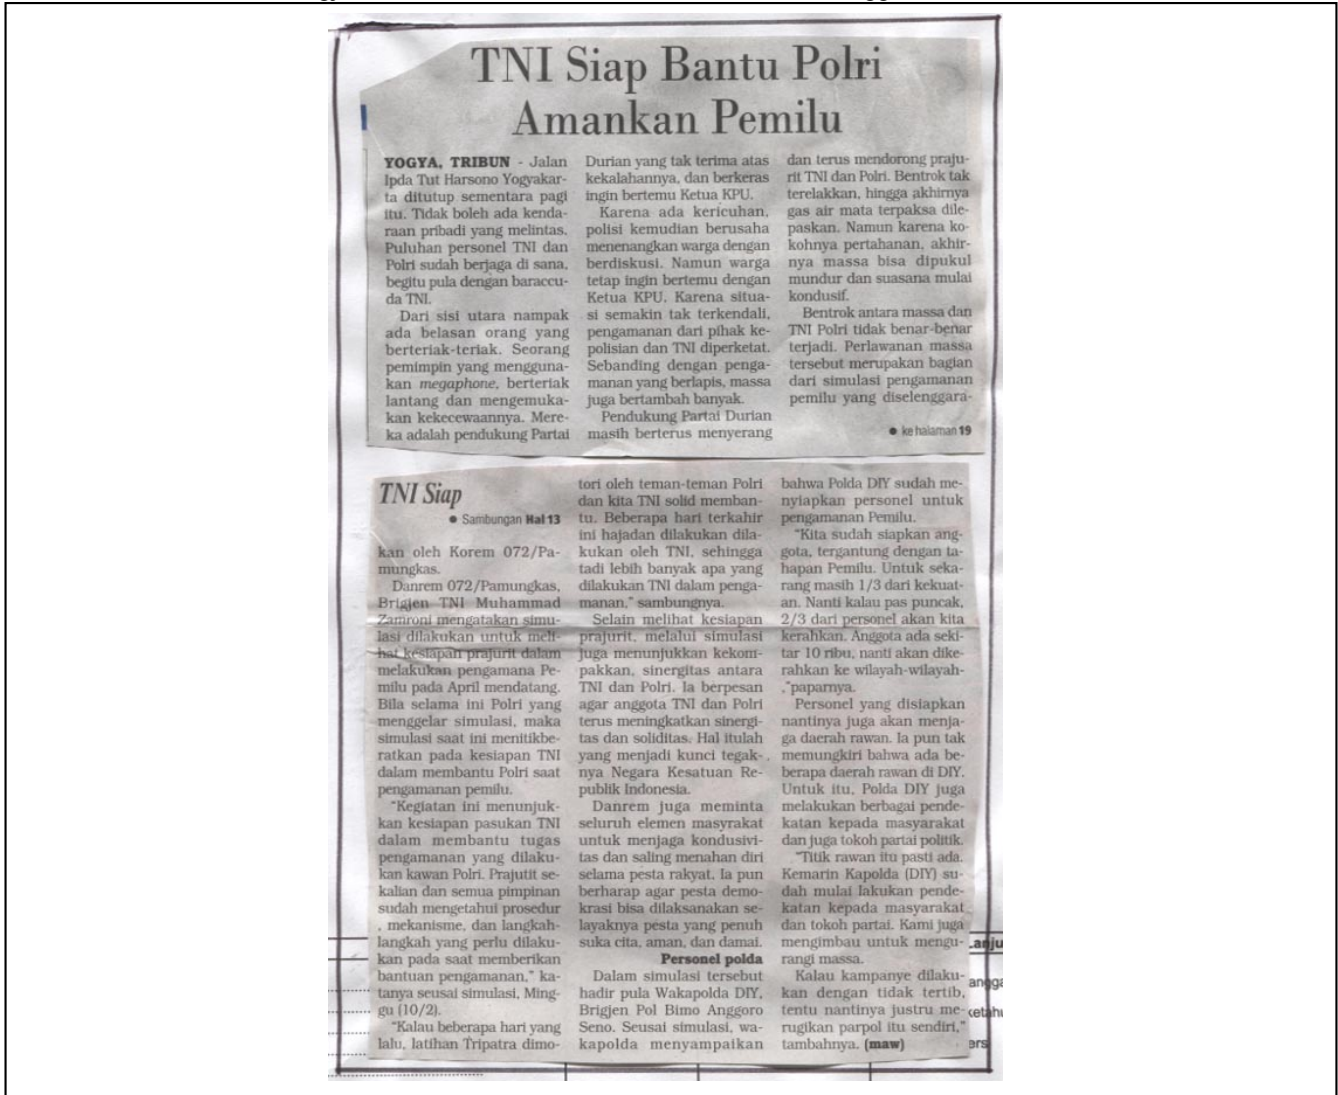 TNI Siap Bantu Polri
Amankan Pemilu
YOGYA, TRIBUN - Jalan
Ipda Tut Harsono Yogyakar-
ta ditutup sementara pagi
itu. Tidak boleh ada kenda-
raan pribadi yang melintas.
Puluhan personel TNI dan
Polri sudah berjaga di sana,
begitu pula dengan baraccu-
da TNI.
Dari sisi utara nampak
ada belasan orang yang
berteriak-teriak. Seorang
pemimpin yang mengguna-
kan megaphone, berteriak
lantang dan mengemuka-
kan kekecewaannya. Mere-
ka adalah pendukung Partai
Durian yang tak terima atas
kekalahannya, dan berkeras
ingin bertemu Ketua KPU.
Karena ada kericuhan,
polisi kemudian berusaha
menenangkan warga dengan
berdiskusi. Namun warga
tetap ingin bertemu dengan
Ketua KPU. Karena situa-
si semakin tak terkendali,
pengamanan dari pihak ke-
polisian dan TNI diperketat.
Sebanding dengan penga-
manan yang berlapis, massa
juga bertambah banyak.
Pendukung Partai Durian
masih berterus menyerang
dan terus mendorong praju-
rit TNI dan Polri. Bentrok tak
terelakkan, hingga akhirnya
gas air mata terpaksa dile-
paskan. Namun karena ko-
kohnya pertahanan, akhir-
nya massa bisa dipukul
mundur dan suasana mulai
kondusif.
Bentrok antara massa dan
TNI Polri tidak benar-benar
terjadi. Perlawanan massa
tersebut merupakan bagian
dari simulasi pengamanan
pemilu yang diselenggara-
● ke halaman 19
TNI Siap
● Sambungan Hal 13
kan oleh Korem 072/Pa-
mungkas.
Danrem 072/Pamungkas,
Brigjen TNI Muhammad
Zamroni mengatakan simu-
lasi dilakukan untuk meli-
hat kesiapan prajurit dalam
melakukan pengamana Pe-
milu pada April mendatang.
Bila selama ini Polri yang
menggelar simulasi, maka
simulasi saat ini menitikbe-
ratkan pada kesiapan TNI
dalam membantu Polri saat
pengamanan pemilu.
"Kegiatan ini menunjuk-
kan kesiapan pasukan TNI
dalam membantu tugas
pengamanan yang dilaku-
kan kawan Polri. Prajutit se-
kalian dan semua pimpinan
sudah mengetahui prosedur
, mekanisme, dan langkah-
langkah yang perlu dilaku-
kan pada saat memberikan
bantuan pengamanan," ka-
tanya seusai simulasi, Ming-
gu (10/2).
"Kalau beberapa hari yang
lalu, latihan Tripatra dimo-
tori oleh teman-teman Polri
dan kita TNI solid memban-
tu. Beberapa hari terkahir
ini hajadan dilakukan dila-
kukan oleh TNI, sehingga
tadi lebih banyak apa yang
dilakukan TNI dalam penga-
manan," sambungnya.
Selain melihat kesiapan
prajurit, melalui simulasi
juga menunjukkan kekom-
pakkan, sinergitas antara
TNI dan Polri. Ia berpesan
agar anggota TNI dan Polri
terus meningkatkan sinergi-
tas dan soliditas. Hal itulah
yang menjadi kunci tegak-
nya Negara Kesatuan Re-
publik Indonesia.
Danrem juga meminta
seluruh elemen masyrakat
untuk menjaga kondusivi-
tas dan saling menahan diri
selama pesta rakyat. Ia pun
berharap agar pesta demo-
krasi bisa dilaksanakan se-
layaknya pesta yang penuh
suka cita, aman, dan damai.
Personel polda
Dalam simulasi tersebut
hadir pula Wakapolda DIY,
Brigjen Pol Bimo Anggoro
Seno. Seusai simulasi, wa-
kapolda menyampaikan
bahwa Polda DIY sudah me-
nyiapkan personel untuk
pengamanan Pemilu.
"Kita sudah siapkan ang-
gota, tergantung dengan ta-
hapan Pemilu. Untuk seka-
rang masih 1/3 dari kekuat-
an. Nanti kalau pas puncak,
2/3 dari personel akan kita
kerahkan. Anggota ada seki-
tar 10 ribu, nanti akan dike-
rahkan ke wilayah-wilayah-
,"paparnya.
Personel yang disiapkan
nantinya juga akan menja-
ga daerah rawan. Ia pun tak
memungkiri bahwa ada be-
berapa daerah rawan di DIY.
Untuk itu, Polda DIY juga
melakukan berbagai pende-
katan kepada masyarakat
dan juga tokoh partai politik.
"Titik rawan itu pasti ada.
Kemarin Kapolda (DIY) su-
dah mulai lakukan pende-
katan kepada masyarakat
dan tokoh partai. Kami juga
mengimbau untuk mengu-
rangi massa.
Kalau kampanye dilaku-
kan dengan tidak tertib,
tentu nantinya justru me-
rugikan parpol itu sendiri,"
tambahnya. (maw)